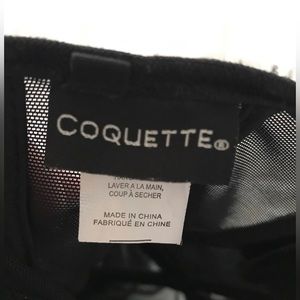 COQUETTE®
LAVER A LA MAIN,
COUP À SECHER
MADE IN CHINA
FABRIQUÉ EN CHINE